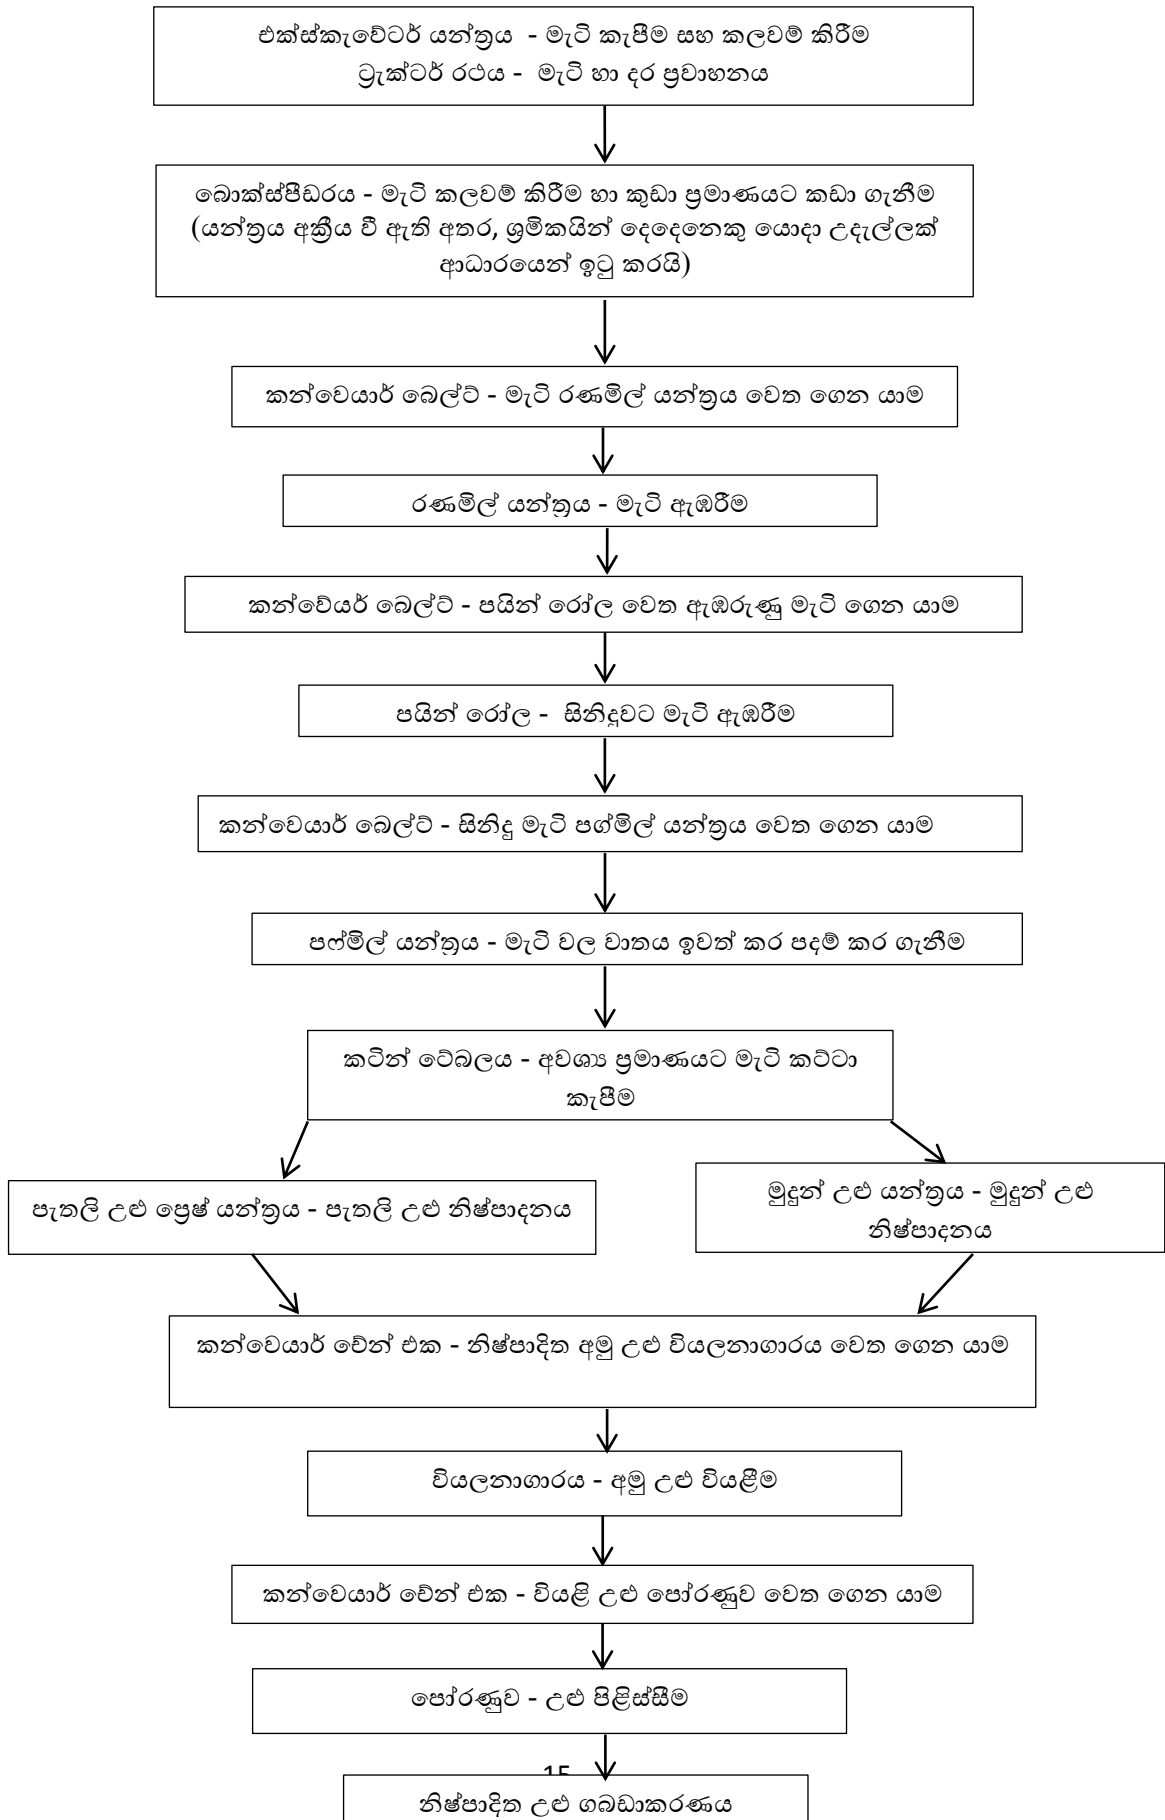 එක්ස්කැවේටර් යන්ත්‍රය - මැටි කැපීම සහ කලවම් කිරීම
ට්‍රැක්ටර් රථය - මැටි හා දර ප්‍රවාහනය
බොක්ස්පීඩරය - මැටි කලවම් කිරීම හා කුඩා ප්‍රමාණයට කඩා ගැනීම
(යන්ත්‍රය අක්‍රීය වී ඇති අතර, ශ්‍රමිකයින් දෙදෙනෙකු යොදා උදැල්ලක්
ආධාරයෙන් ඉටු කරයි)
කන්වෙයාර් බෙල්ට් - මැටි රණමිල් යන්ත්‍රය වෙත ගෙන යාම
රණමිල් යන්ත්‍රය - මැටි ඇඹරීම
කන්වේයර් බෙල්ට් - පයින් රෝල වෙත ඇඹරුණු මැටි ගෙන යාම
පයින් රෝල - සිනිදුවට මැටි ඇඹරීම
කන්වෙයාර් බෙල්ට් - සිනිදු මැටි පග්මිල් යන්ත්‍රය වෙත ගෙන යාම
පෆ්මිල් යන්ත්‍රය - මැටි වල වාතය ඉවත් කර පදම් කර ගැනීම
කටින් ටේබලය - අවශ්‍ය ප්‍රමාණයට මැටි කට්ටා
කැපීම
පැතලි උළු ප්‍රෙෂ් යන්ත්‍රය - පැතලි උළු නිෂ්පාදනය
මුදුන් උළු යන්ත්‍රය - මුදුන් උළු
නිෂ්පාදනය
කන්වෙයාර් චේන් එක - නිෂ්පාදිත අමු උළු වියලනාගාරය වෙත ගෙන යාම
වියලනාගාරය - අමු උළු වියළීම
කන්වෙයාර් චේන් එක - වියළි උළු පෝරණුව වෙත ගෙන යාම
පෝරණුව - උළු පිළිස්සීම
15
නිෂ්පාදිත උළු ගබඩාකරණය